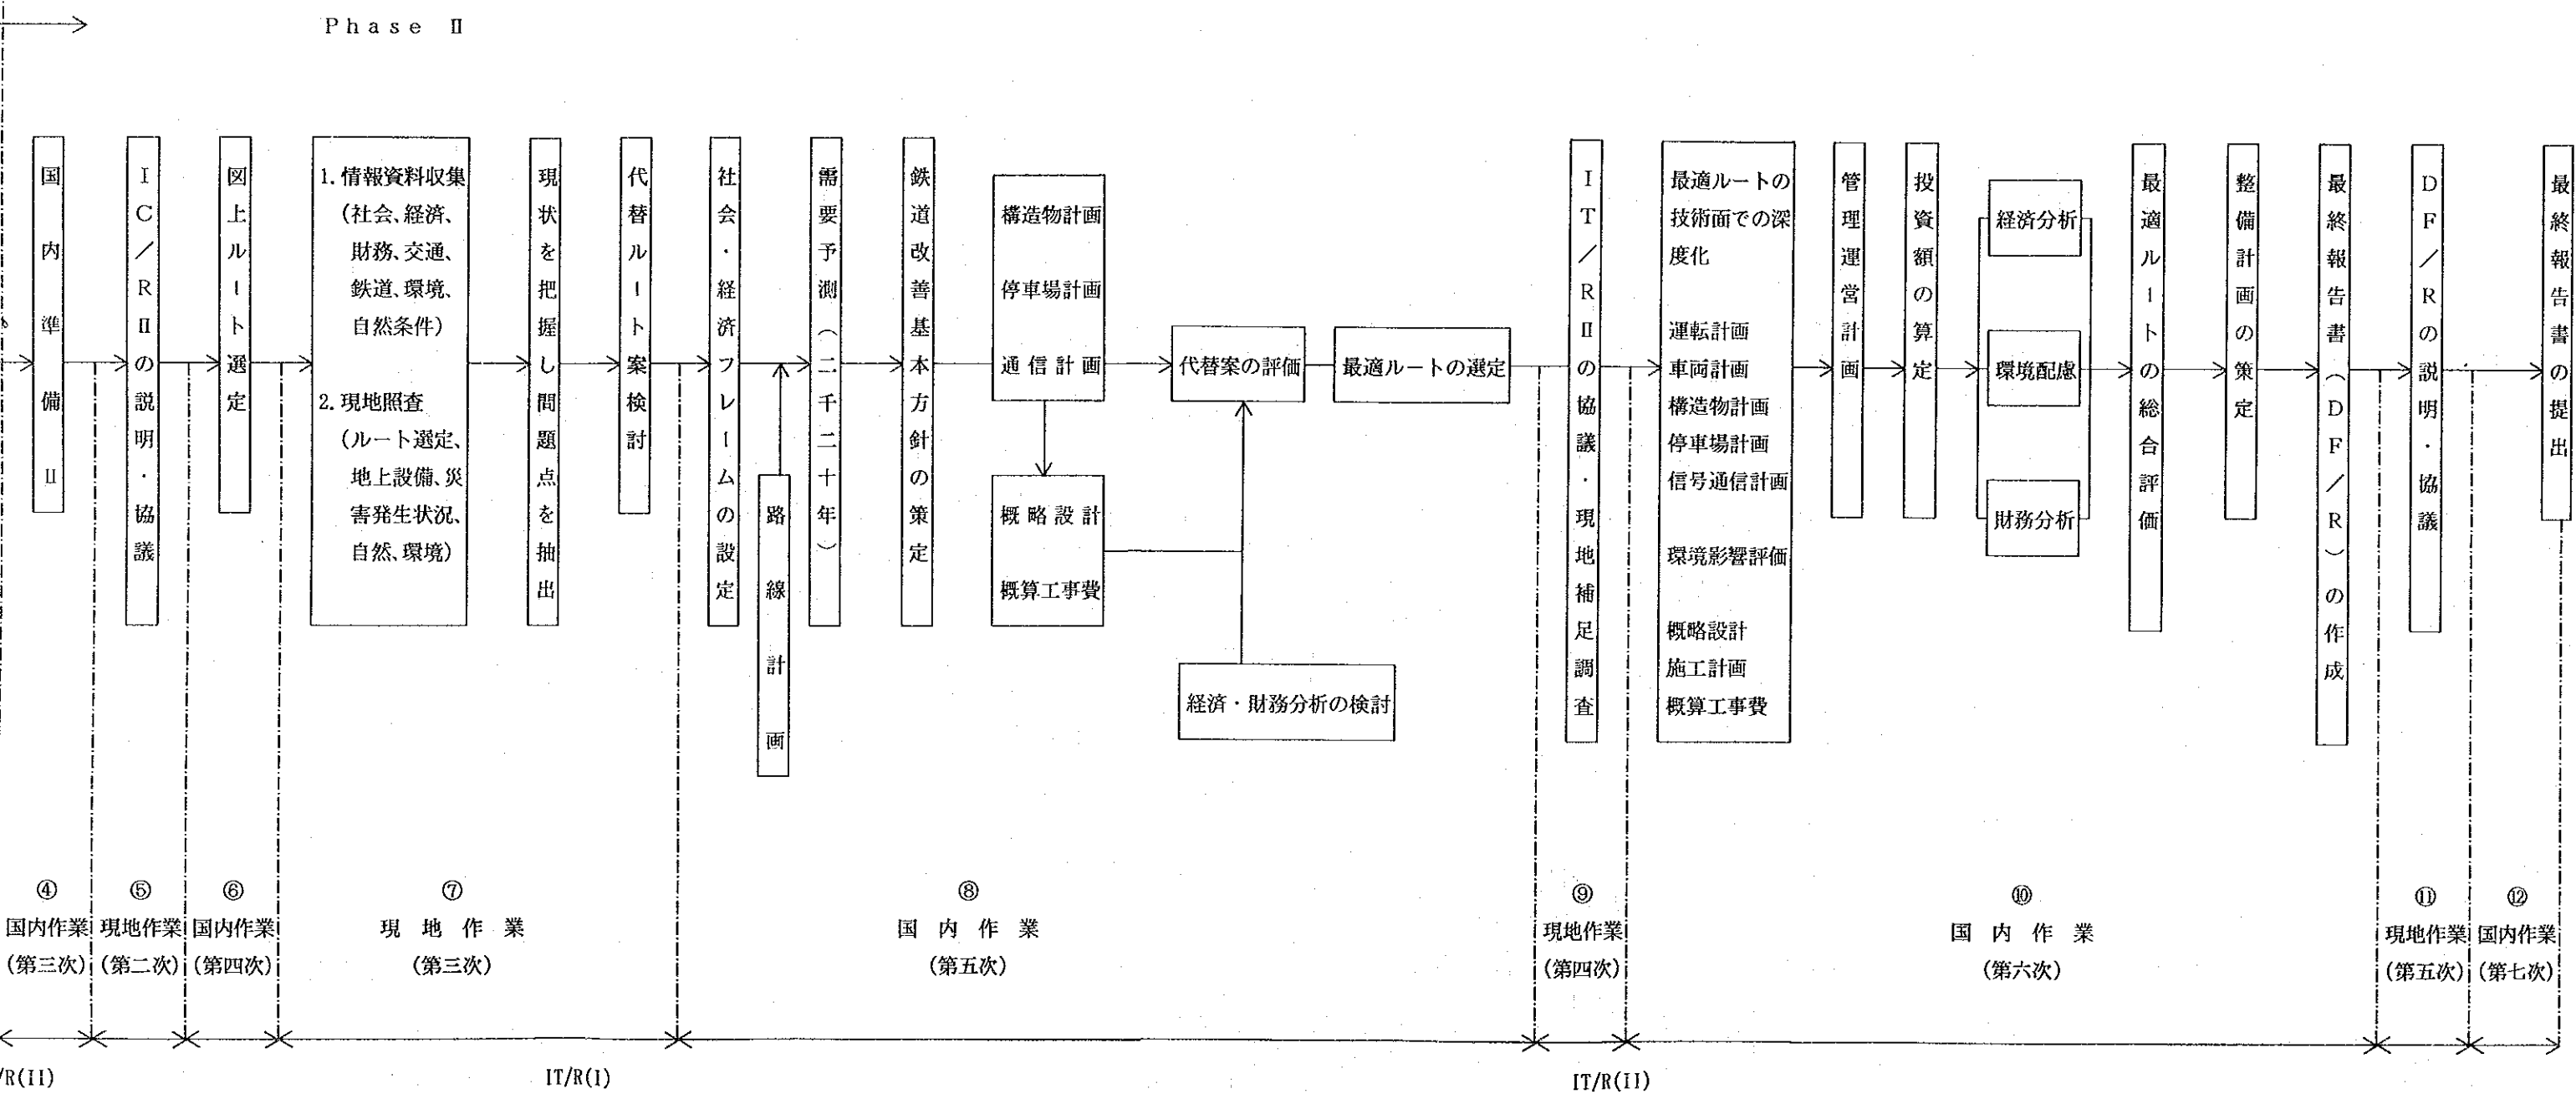 Phase Ⅱ
国内準備Ⅱ
IC／RⅡの説明・協議
図上ルート選定
1. 情報資料収集
(社会、経済、
財務、交通、
鉄道、環境、
自然条件)
2. 現地照査
(ルート選定、
地上設備、災
害発生状況、
自然、環境)
現状を把握し問題点を抽出
代替ルート案検討
社会・経済フレームの設定
路線計画
需要予測(二千二十年)
鉄道改善基本方針の策定
構造物計画
停車場計画
通信計画
概略設計
概算工事費
代替案の評価
経済・財務分析の検討
最適ルートの選定
IT／RⅡの協議・現地補足調査
最適ルートの
技術面での深
度化
運転計画
車両計画
構造物計画
停車場計画
信号通信計画
環境影響評価
概略設計
施工計画
概算工事費
管理運営計画
投資額の算定
経済分析
環境配慮
財務分析
最適ルートの総合評価
整備計画の策定
最終報告書(DF／R)の作成
DF／Rの説明・協議
最終報告書の提出
④
国内作業
(第三次)
⑤
現地作業
(第二次)
⑥
国内作業
(第四次)
⑦
現地作業
(第三次)
⑧
国内作業
(第五次)
⑨
現地作業
(第四次)
⑩
国内作業
(第六次)
⑪
現地作業
(第五次)
⑫
国内作業
(第七次)
/R(II)
IT/R(I)
IT/R(II)